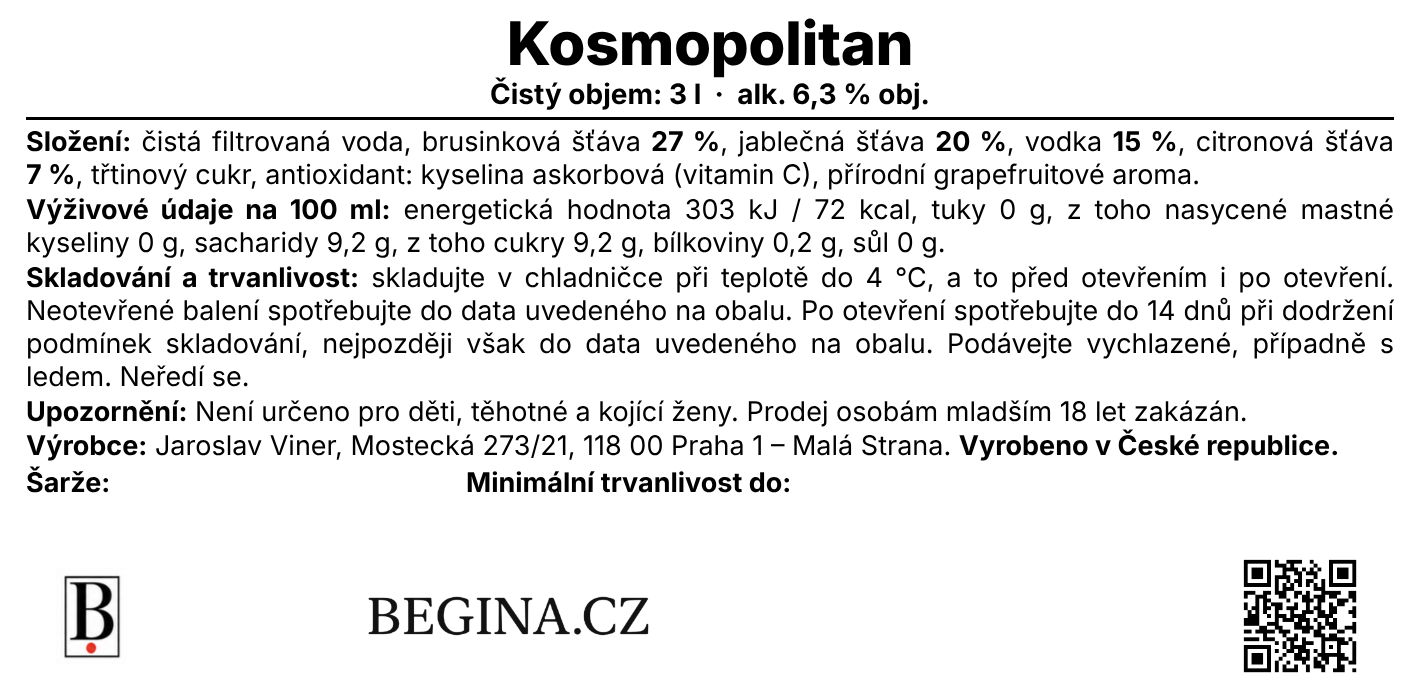 Kosmopolitan
Čistý objem: 3 l · alk. 6,3 % obj.
Složení: čistá filtrovaná voda, brusinková šťáva 27 %, jablečná šťáva 20 %, vodka 15 %, citronová šťáva
7 %, třtinový cukr, antioxidant: kyselina askorbová (vitamin C), přírodní grapefruitové aroma.
Výživové údaje na 100 ml: energetická hodnota 303 kJ / 72 kcal, tuky 0 g, z toho nasycené mastné
kyseliny 0 g, sacharidy 9,2 g, z toho cukry 9,2 g, bílkoviny 0,2 g, sůl 0 g.
Skladování a trvanlivost: skladujte v chladničce při teplotě do 4 °C, a to před otevřením i po otevření.
Neotevřené balení spotřebujte do data uvedeného na obalu. Po otevření spotřebujte do 14 dnů při dodržení
podmínek skladování, nejpozději však do data uvedeného na obalu. Podávejte vychlazené, případně s
ledem. Neředí se.
Upozornění: Není určeno pro děti, těhotné a kojící ženy. Prodej osobám mladším 18 let zakázán.
Výrobce: Jaroslav Viner, Mostecká 273/21, 118 00 Praha 1 – Malá Strana. Vyrobeno v České republice.
Šarže: Minimální trvanlivost do:
B BEGINA.CZ